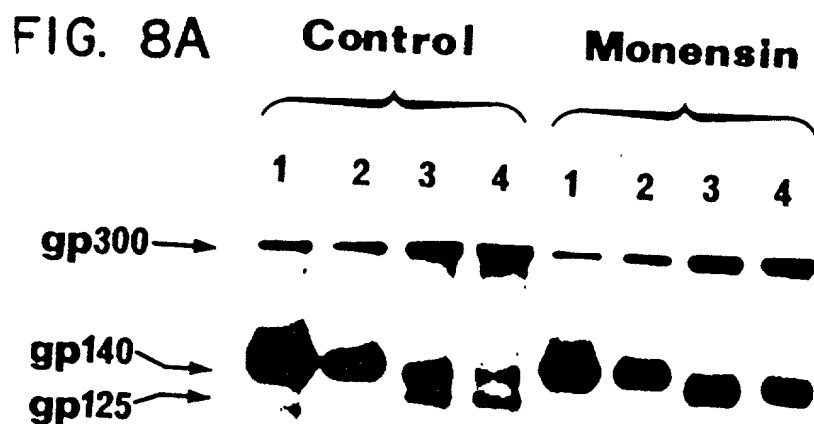 FIG. 8A
Control Monensin
1 2 3 4 1 2 3 4
gp300
gp140
gp125